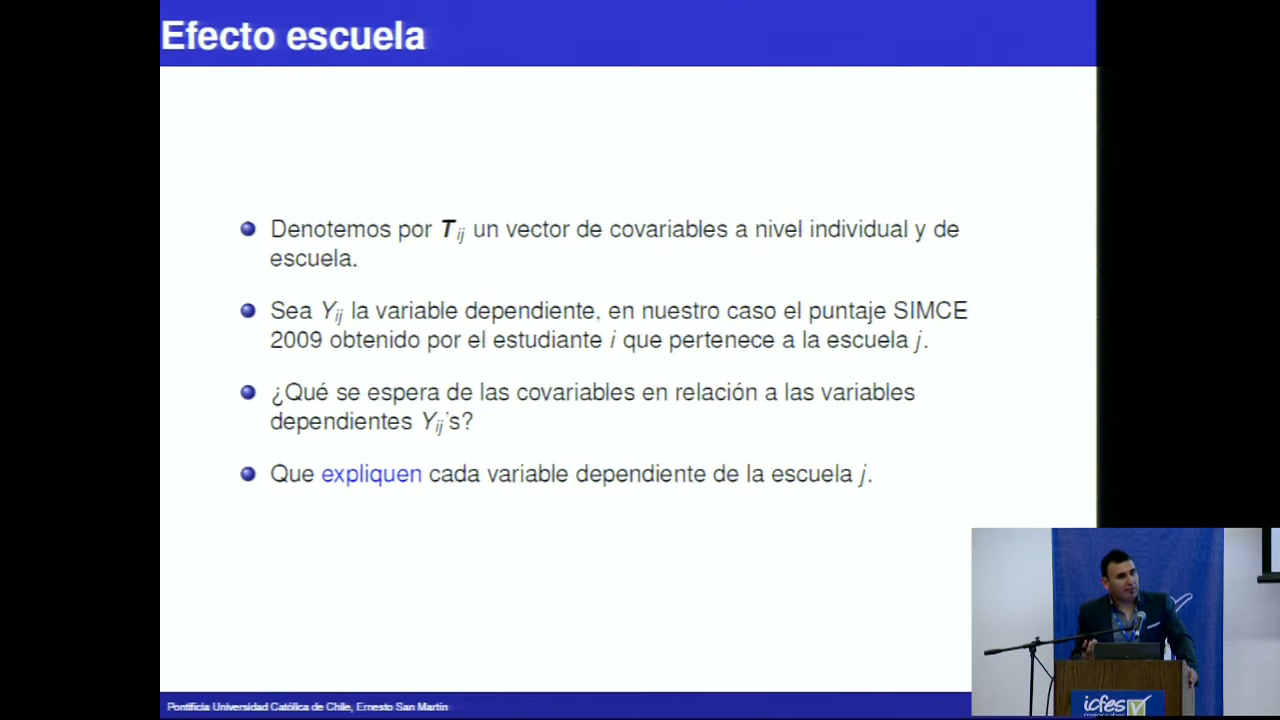 Efecto escuela
Denotemos por T ij un vector de covariables a nivel individual y de
escuela.
Sea Yij la variable dependiente, en nuestro caso el puntaje SIMCE
2009 obtenido por el estudiante i que pertenece a la escuela j.
¿Qué se espera de las covariables en relación a las variables
dependientes Yij's?
Que expliquen cada variable dependiente de la escuela j.
Pontificia Universidad Católica de Chile, Ernesto San Martín
icfes